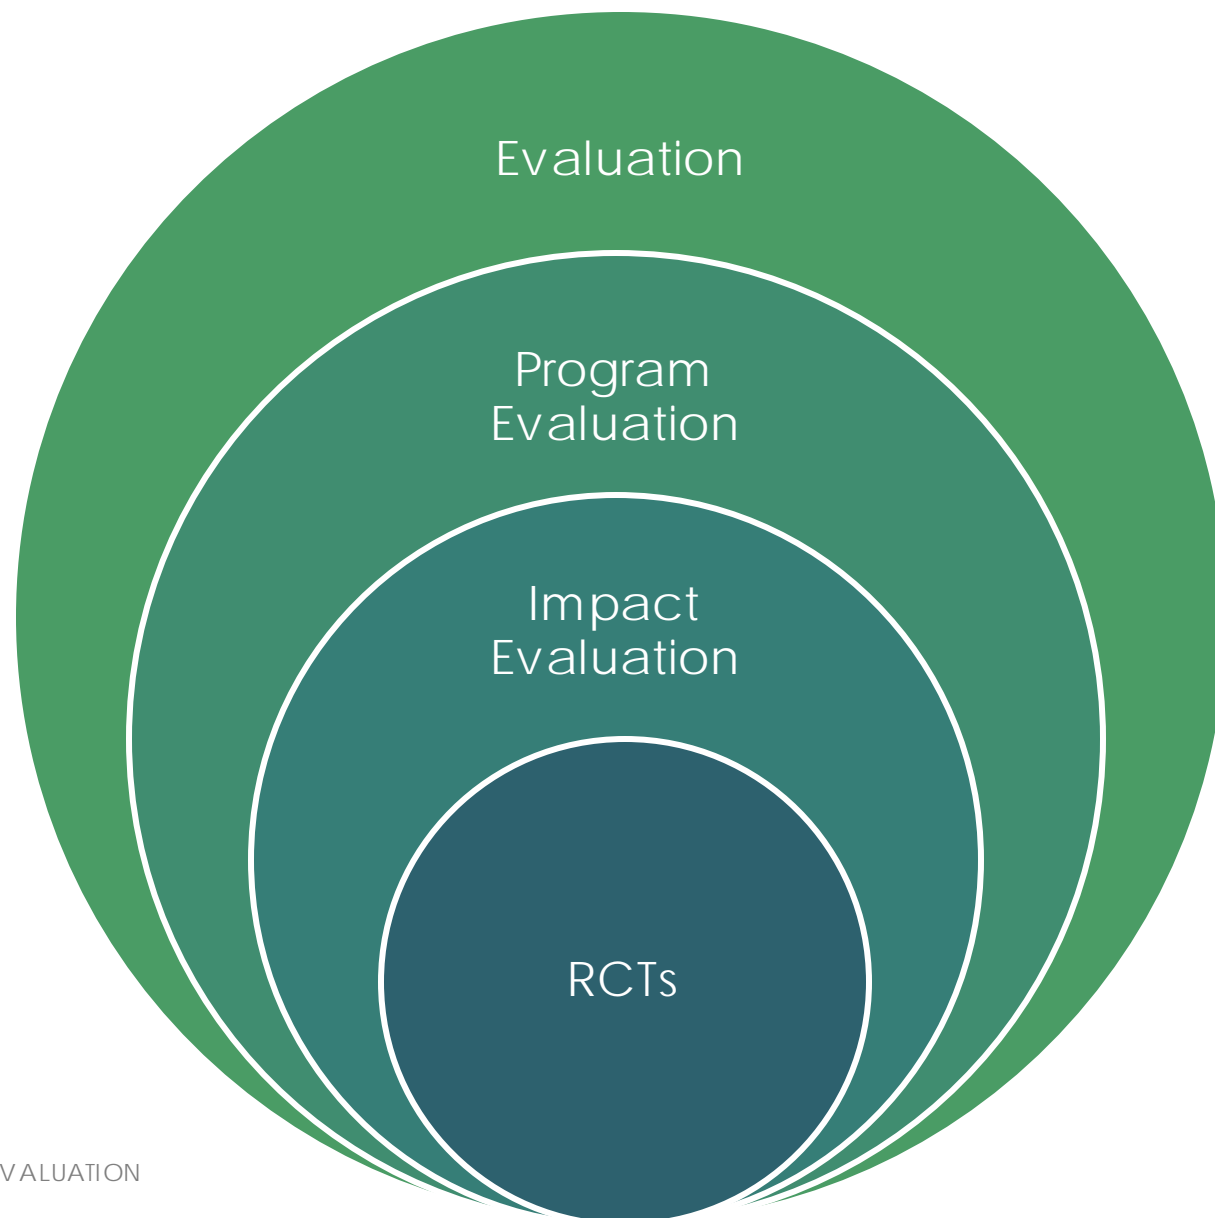 Evaluation
Program
Evaluation
Impact
Evaluation
RCTs
VALUATION